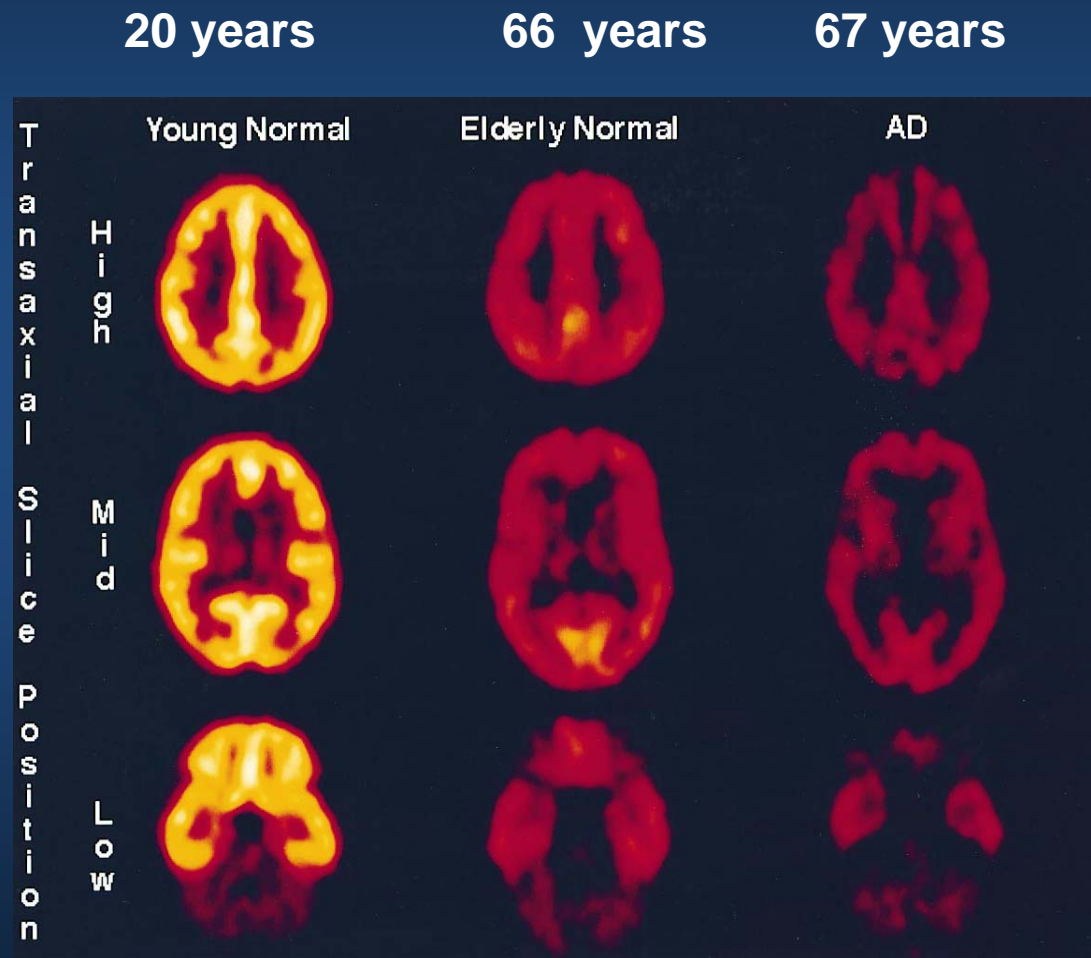 20 years 66 years 67 years
Young Normal Elderly Normal AD
Transaxial Slice Position
High
Mid
Low